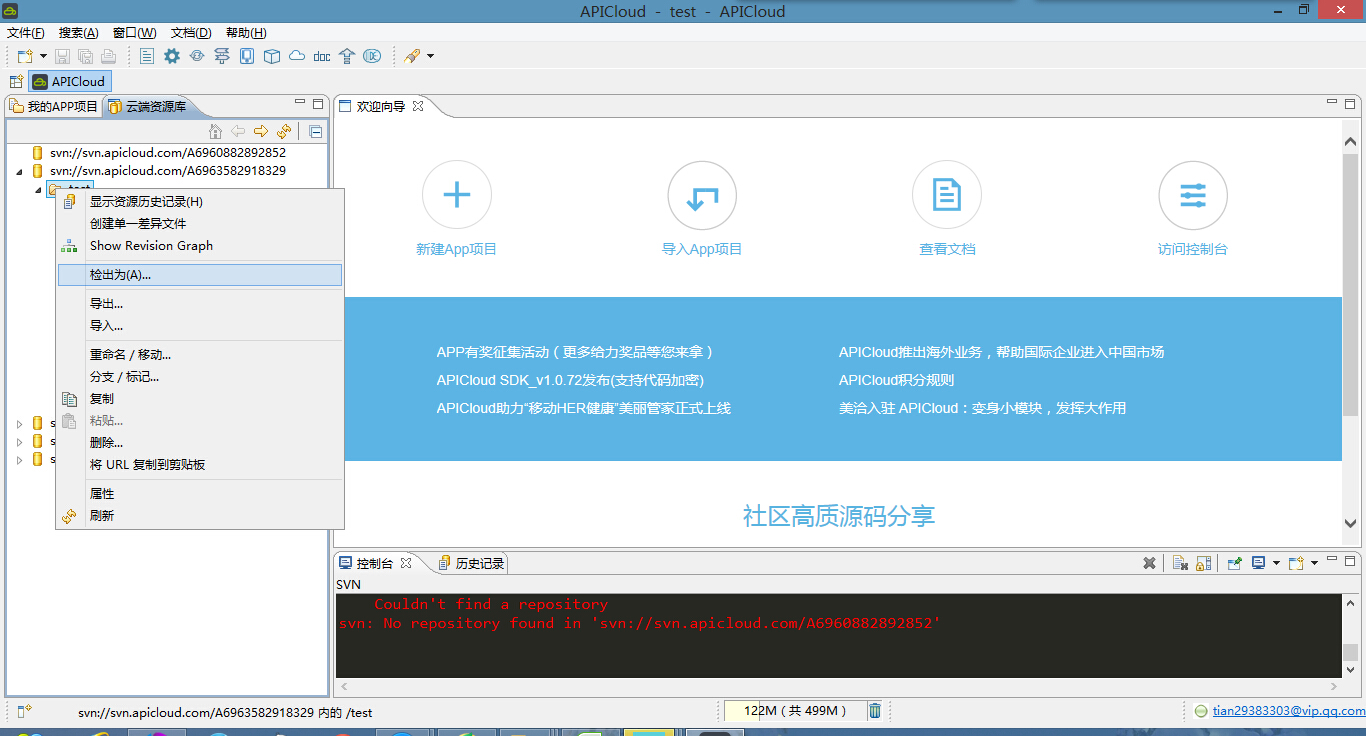 APICloud - test - APICloud
文件(F) 搜索(A) 窗口(W) 文档(D) 帮助(H)
doc
APICloud
我的APP项目 云端资源库
欢迎向导
svn://svn.apicloud.com/A6960882892852
svn://svn.apicloud.com/A6963582918329
test
显示资源历史记录(H)
创建单一差异文件
Show Revision Graph
检出为(A)...
导出...
导入...
重命名 / 移动...
分支 / 标记...
复制
粘贴...
删除...
将 URL 复制到剪贴板
属性
刷新
s
s
s
新建App项目
导入App项目
查看文档
访问控制台
APP有奖征集活动（更多给力奖品等您来拿）
APICloud SDK_v1.0.72发布(支持代码加密)
APICloud助力“移动HER健康”美丽管家正式上线
APICloud推出海外业务，帮助国际企业进入中国市场
APICloud积分规则
美洽入驻 APICloud：变身小模块，发挥大作用
社区高质源码分享
控制台 历史记录
SVN
Couldn't find a repository
svn: No repository found in 'svn://svn.apicloud.com/A6960882892852'
svn://svn.apicloud.com/A6963582918329 内的 /test
122M（共 499M）
tian29383303@vip.qq.com